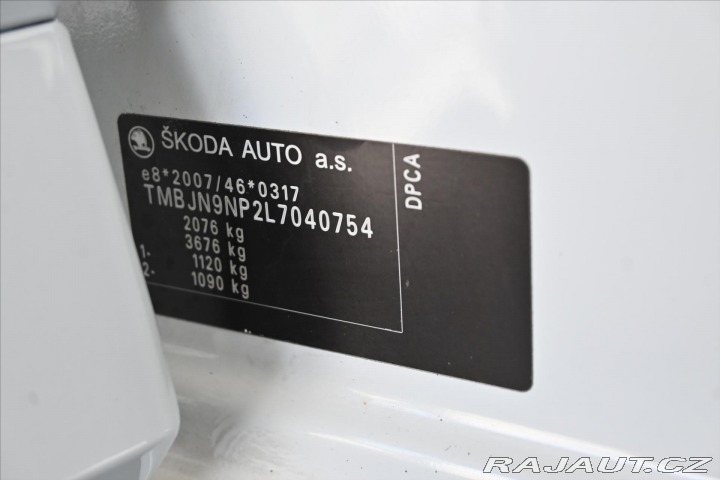 ŠKODA AUTO a.s.
e8*2007/46*0317
TMBJN9NP2L7040754
2076 kg
3676 kg
1- 1120 kg
2- 1090 kg
DPCA
RAJAUT.CZ